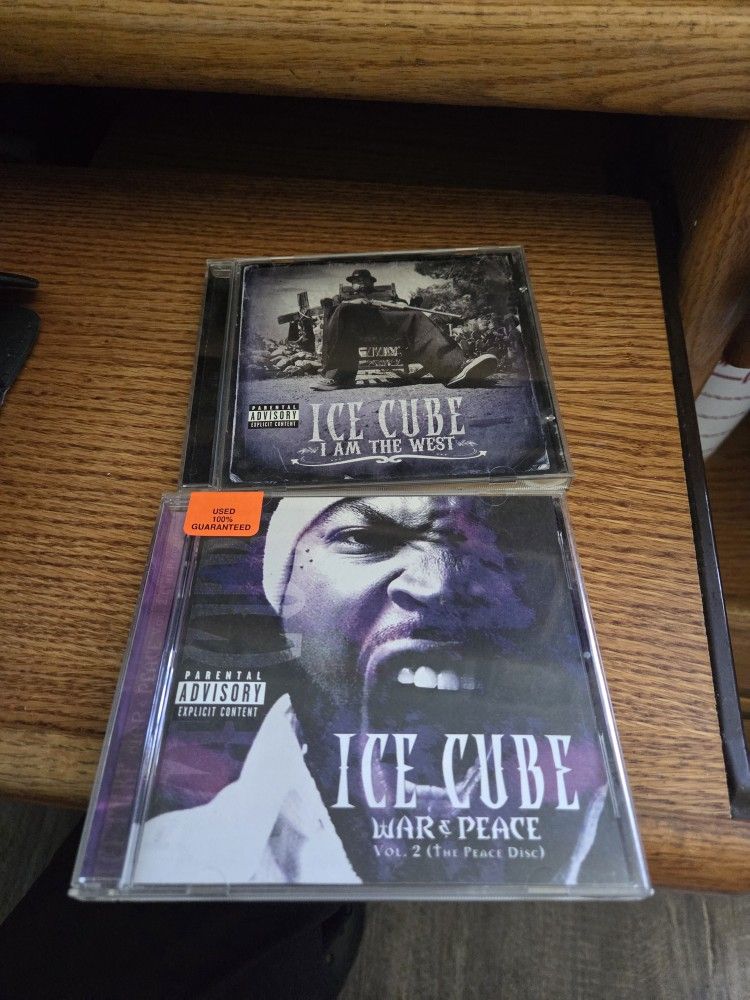 PARENTAL
ADVISORY
EXPLICIT CONTENT
ICE CUBE
I AM THE WEST
USED
100%
GUARANTEED
PARENTAL
ADVISORY
EXPLICIT CONTENT
ICE CUBE
WAR & PEACE
VOL. 2 (THE PEACE DISC)